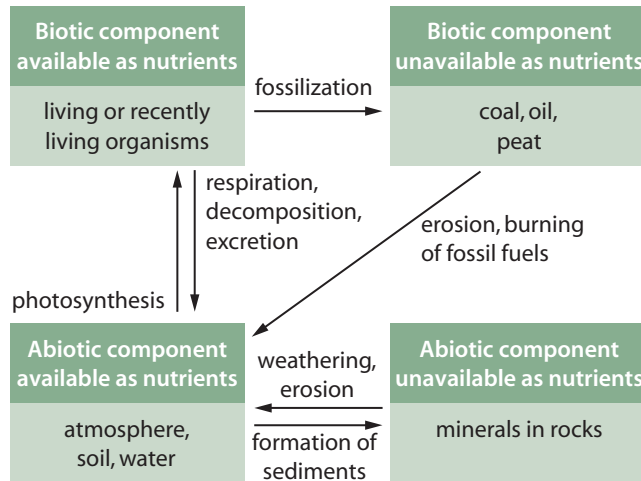 Biotic component
available as nutrients
living or recently
living organisms
fossilization
Biotic component
unavailable as nutrients
coal, oil,
peat
respiration,
decomposition,
excretion
erosion, burning
of fossil fuels
photosynthesis
Abiotic component
available as nutrients
atmosphere,
soil, water
weathering,
erosion
formation of
sediments
Abiotic component
unavailable as nutrients
minerals in rocks